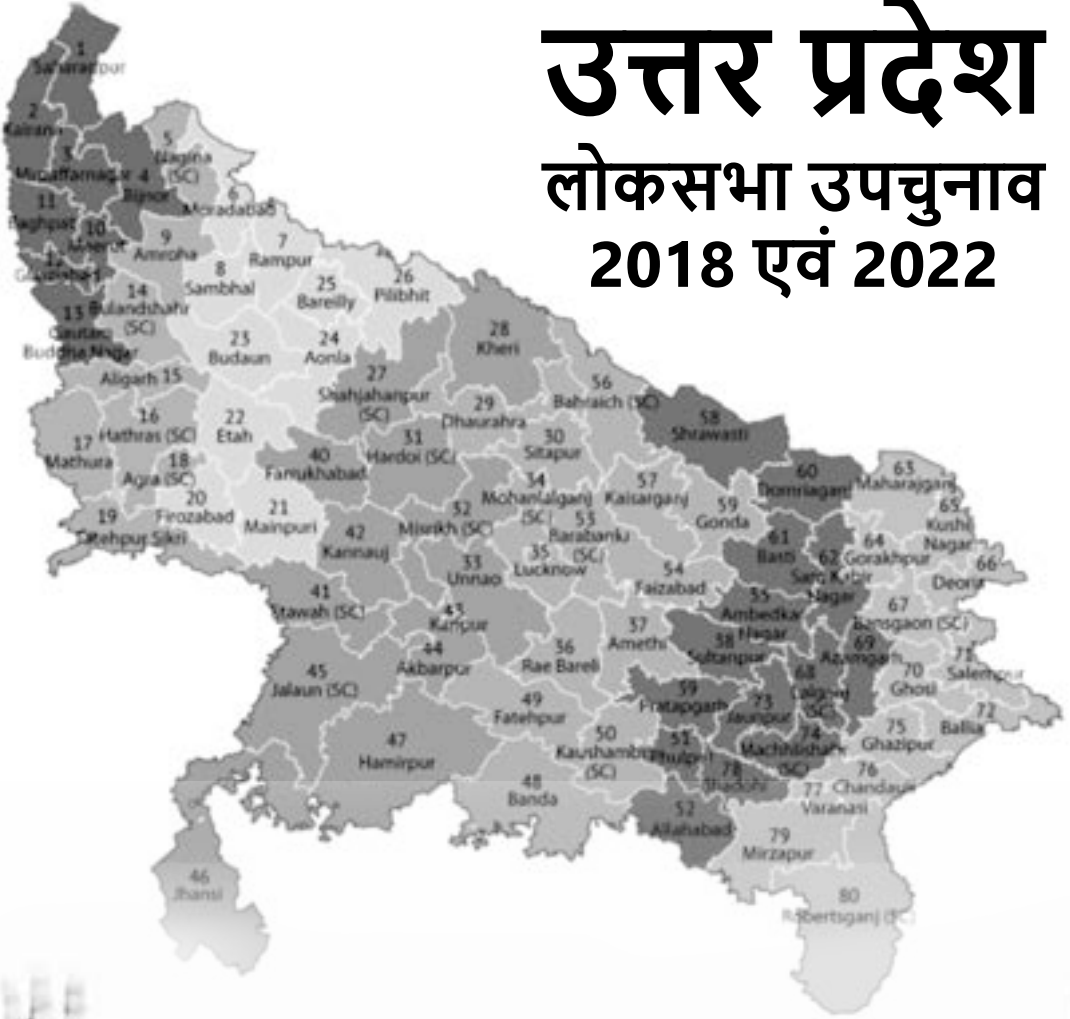 उत्तर प्रदेश
लोकसभा उपचुनाव
2018 एवं 2022
1
Saharanpur
2
Kairana
3
Muzaffarnagar
4
Bijnor
5
Nagina
(SC)
6
Moradabad
7
Rampur
8
Sambhal
9
Amroha
10
Meerut
11
Baghpat
12
Ghaziabad
13
Gautam
Buddha Nagar
14
Bulandshahr
(SC)
Aligarh 15
16
Hathras (SC)
17
Mathura
18
Agra (SC)
19
Fatehpur Sikri
20
Firozabad
21
Mainpuri
22
Etah
23
Budaun
24
Aonla
25
Bareilly
26
Pilibhit
27
Shahjahanpur
(SC)
28
Kheri
29
Dhaurahra
30
Sitapur
31
Hardoi (SC)
32
Misrikh (SC)
33
Unnao
34
Mohanlalganj
(SC)
35
Lucknow
36
Rae Bareli
37
Amethi
38
Sultanpur
39
Pratapgarh
40
Farrukhabad
41
Etawah (SC)
42
Kannauj
43
Kanpur
44
Akbarpur
45
Jalaun (SC)
46
Jhansi
47
Hamirpur
48
Banda
49
Fatehpur
50
Kaushambi
(SC)
51
Phulpur
52
Allahabad
53
Barabanki
(SC)
54
Faizabad
55
Ambedkar
Nagar
56
Bahraich (SC)
57
Kaisarganj
58
Shrawasti
59
Gonda
60
Domriaganj
61
Basti
62
Sant Kabir
Nagar
63
Maharajganj
64
Gorakhpur
65
Kushi
Nagar
66
Deoria
67
Bansgaon (SC)
68
Lalganj
(SC)
69
Azamgarh
70
Ghosi
71
Salempur
72
Ballia
73
Jaunpur
74
Machhlishahr
(SC)
75
Ghazipur
76
Chandauli
77
Varanasi
78
Bhadohi
79
Mirzapur
80
Robertsganj (SC)